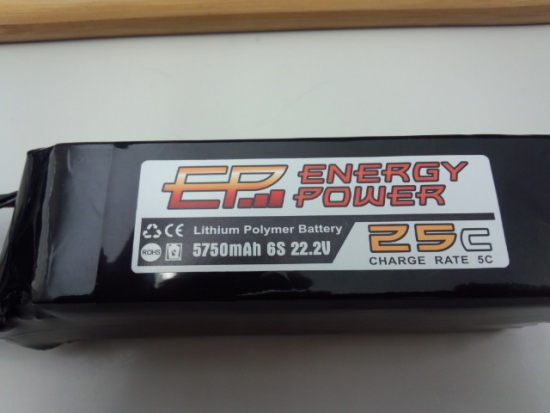 EP
ENERGY
POWER
Lithium Polymer Battery
CE
ROHS
5750mAh 6S 22.2V
25C
CHARGE RATE 5C